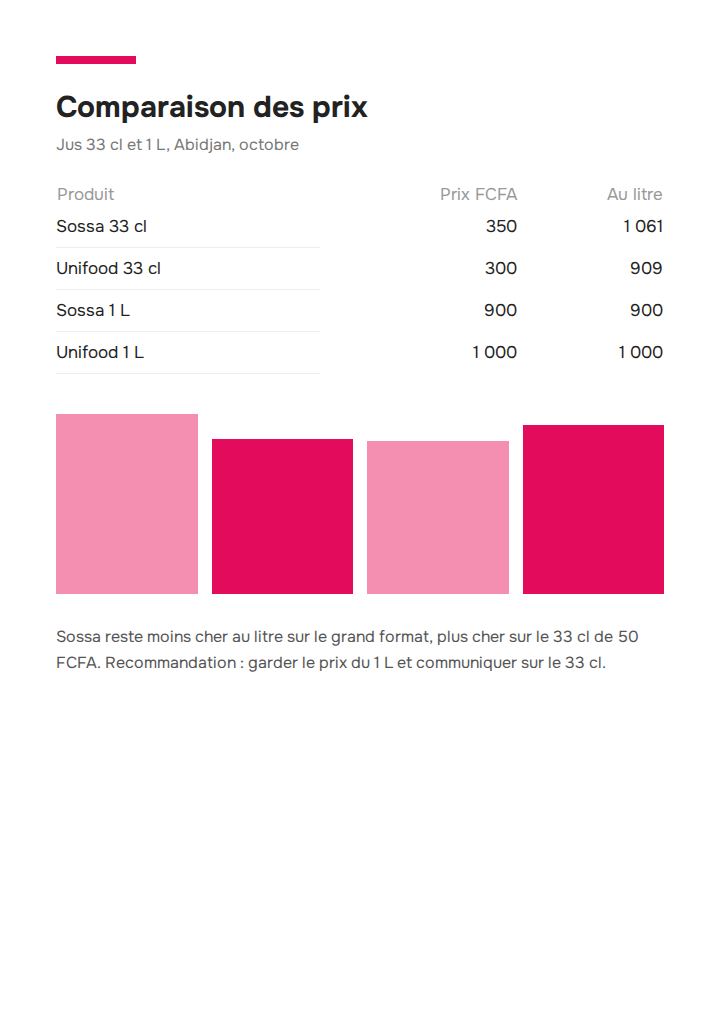 Comparaison des prix
Jus 33 cl et 1 L, Abidjan, octobre
Produit Prix FCFA Au litre
Sossa 33 cl 350 1 061
Unifood 33 cl 300 909
Sossa 1 L 900 900
Unifood 1 L 1 000 1 000
Sossa reste moins cher au litre sur le grand format, plus cher sur le 33 cl de 50
FCFA. Recommandation : garder le prix du 1 L et communiquer sur le 33 cl.